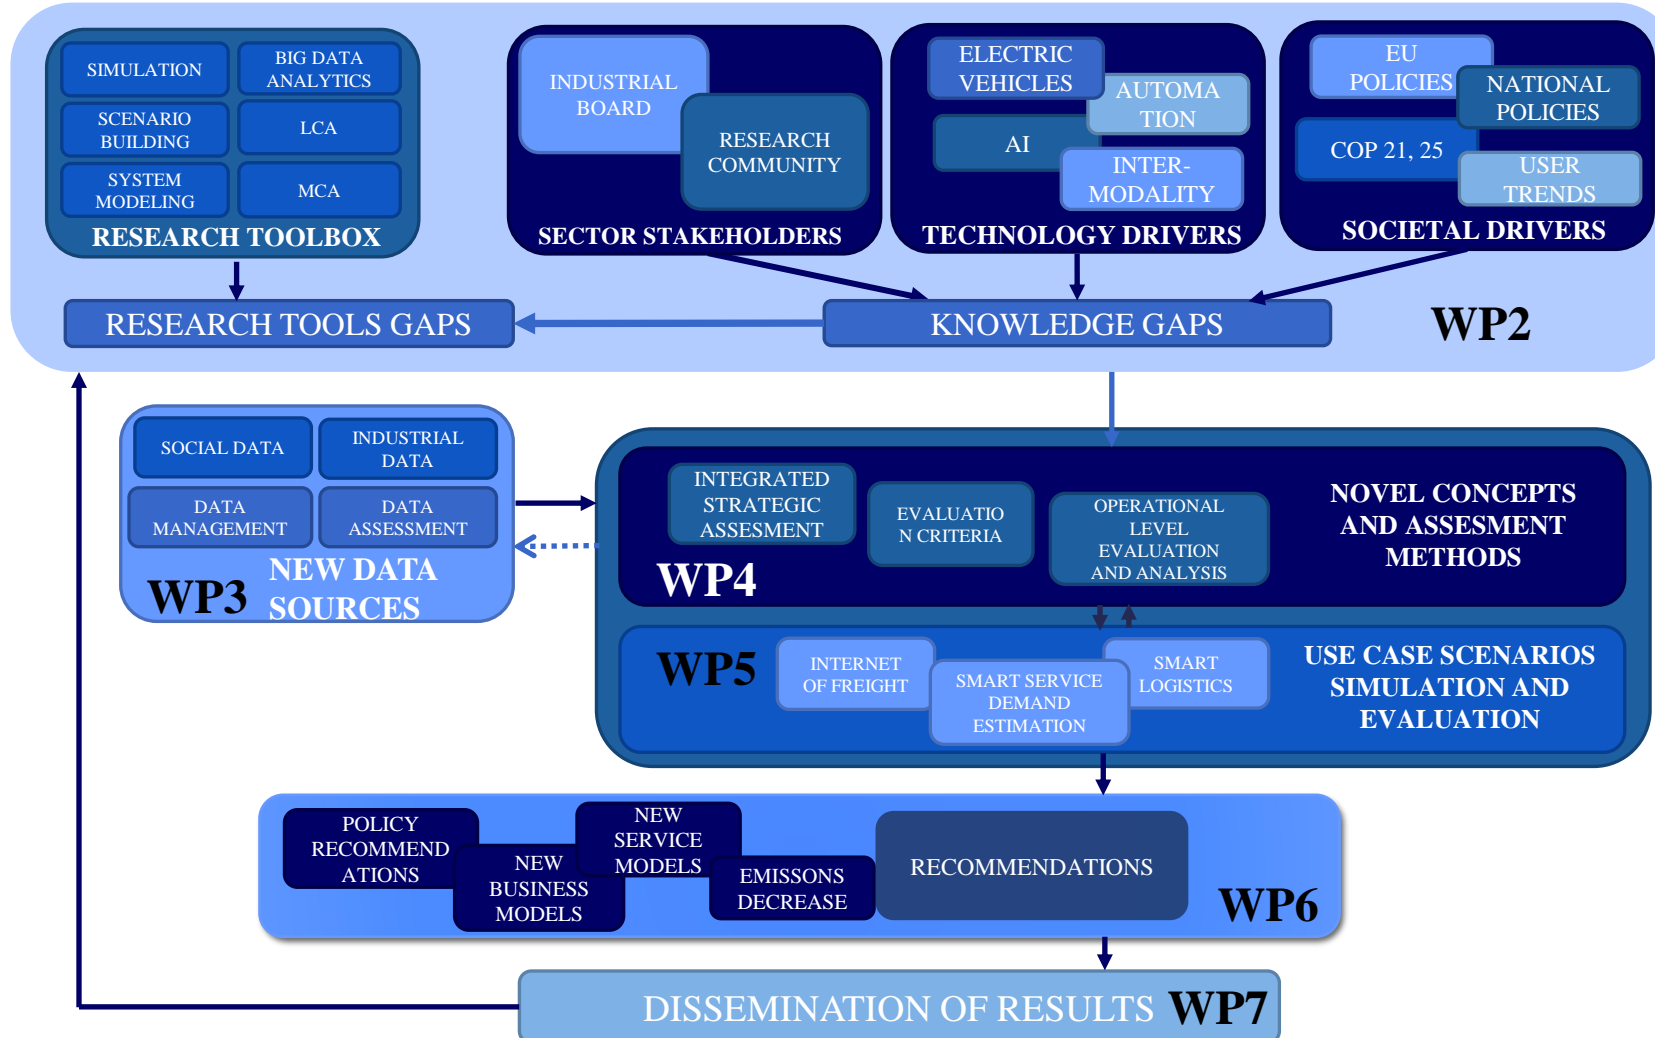 SIMULATION
BIG DATA
ANALYTICS
SCENARIO
BUILDING
LCA
SYSTEM
MODELING
MCA
RESEARCH TOOLBOX
INDUSTRIAL
BOARD
RESEARCH
COMMUNITY
SECTOR STAKEHOLDERS
ELECTRIC
VEHICLES
AUTOMA
TION
AI
INTER-
MODALITY
TECHNOLOGY DRIVERS
EU
POLICIES
NATIONAL
POLICIES
COP 21, 25
USER
TRENDS
SOCIETAL DRIVERS
RESEARCH TOOLS GAPS
KNOWLEDGE GAPS
WP2
SOCIAL DATA
INDUSTRIAL
DATA
DATA
MANAGEMENT
DATA
ASSESSMENT
WP3
NEW DATA
SOURCES
INTEGRATED
STRATEGIC
ASSESMENT
EVALUATIO
N CRITERIA
OPERATIONAL
LEVEL
EVALUATION
AND ANALYSIS
NOVEL CONCEPTS
AND ASSESMENT
METHODS
WP4
WP5
INTERNET
OF FREIGHT
SMART SERVICE
DEMAND
ESTIMATION
SMART
LOGISTICS
USE CASE SCENARIOS
SIMULATION AND
EVALUATION
POLICY
RECOMMEND
ATIONS
NEW
BUSINESS
MODELS
NEW
SERVICE
MODELS
EMISSONS
DECREASE
RECOMMENDATIONS
WP6
DISSEMINATION OF RESULTS WP7